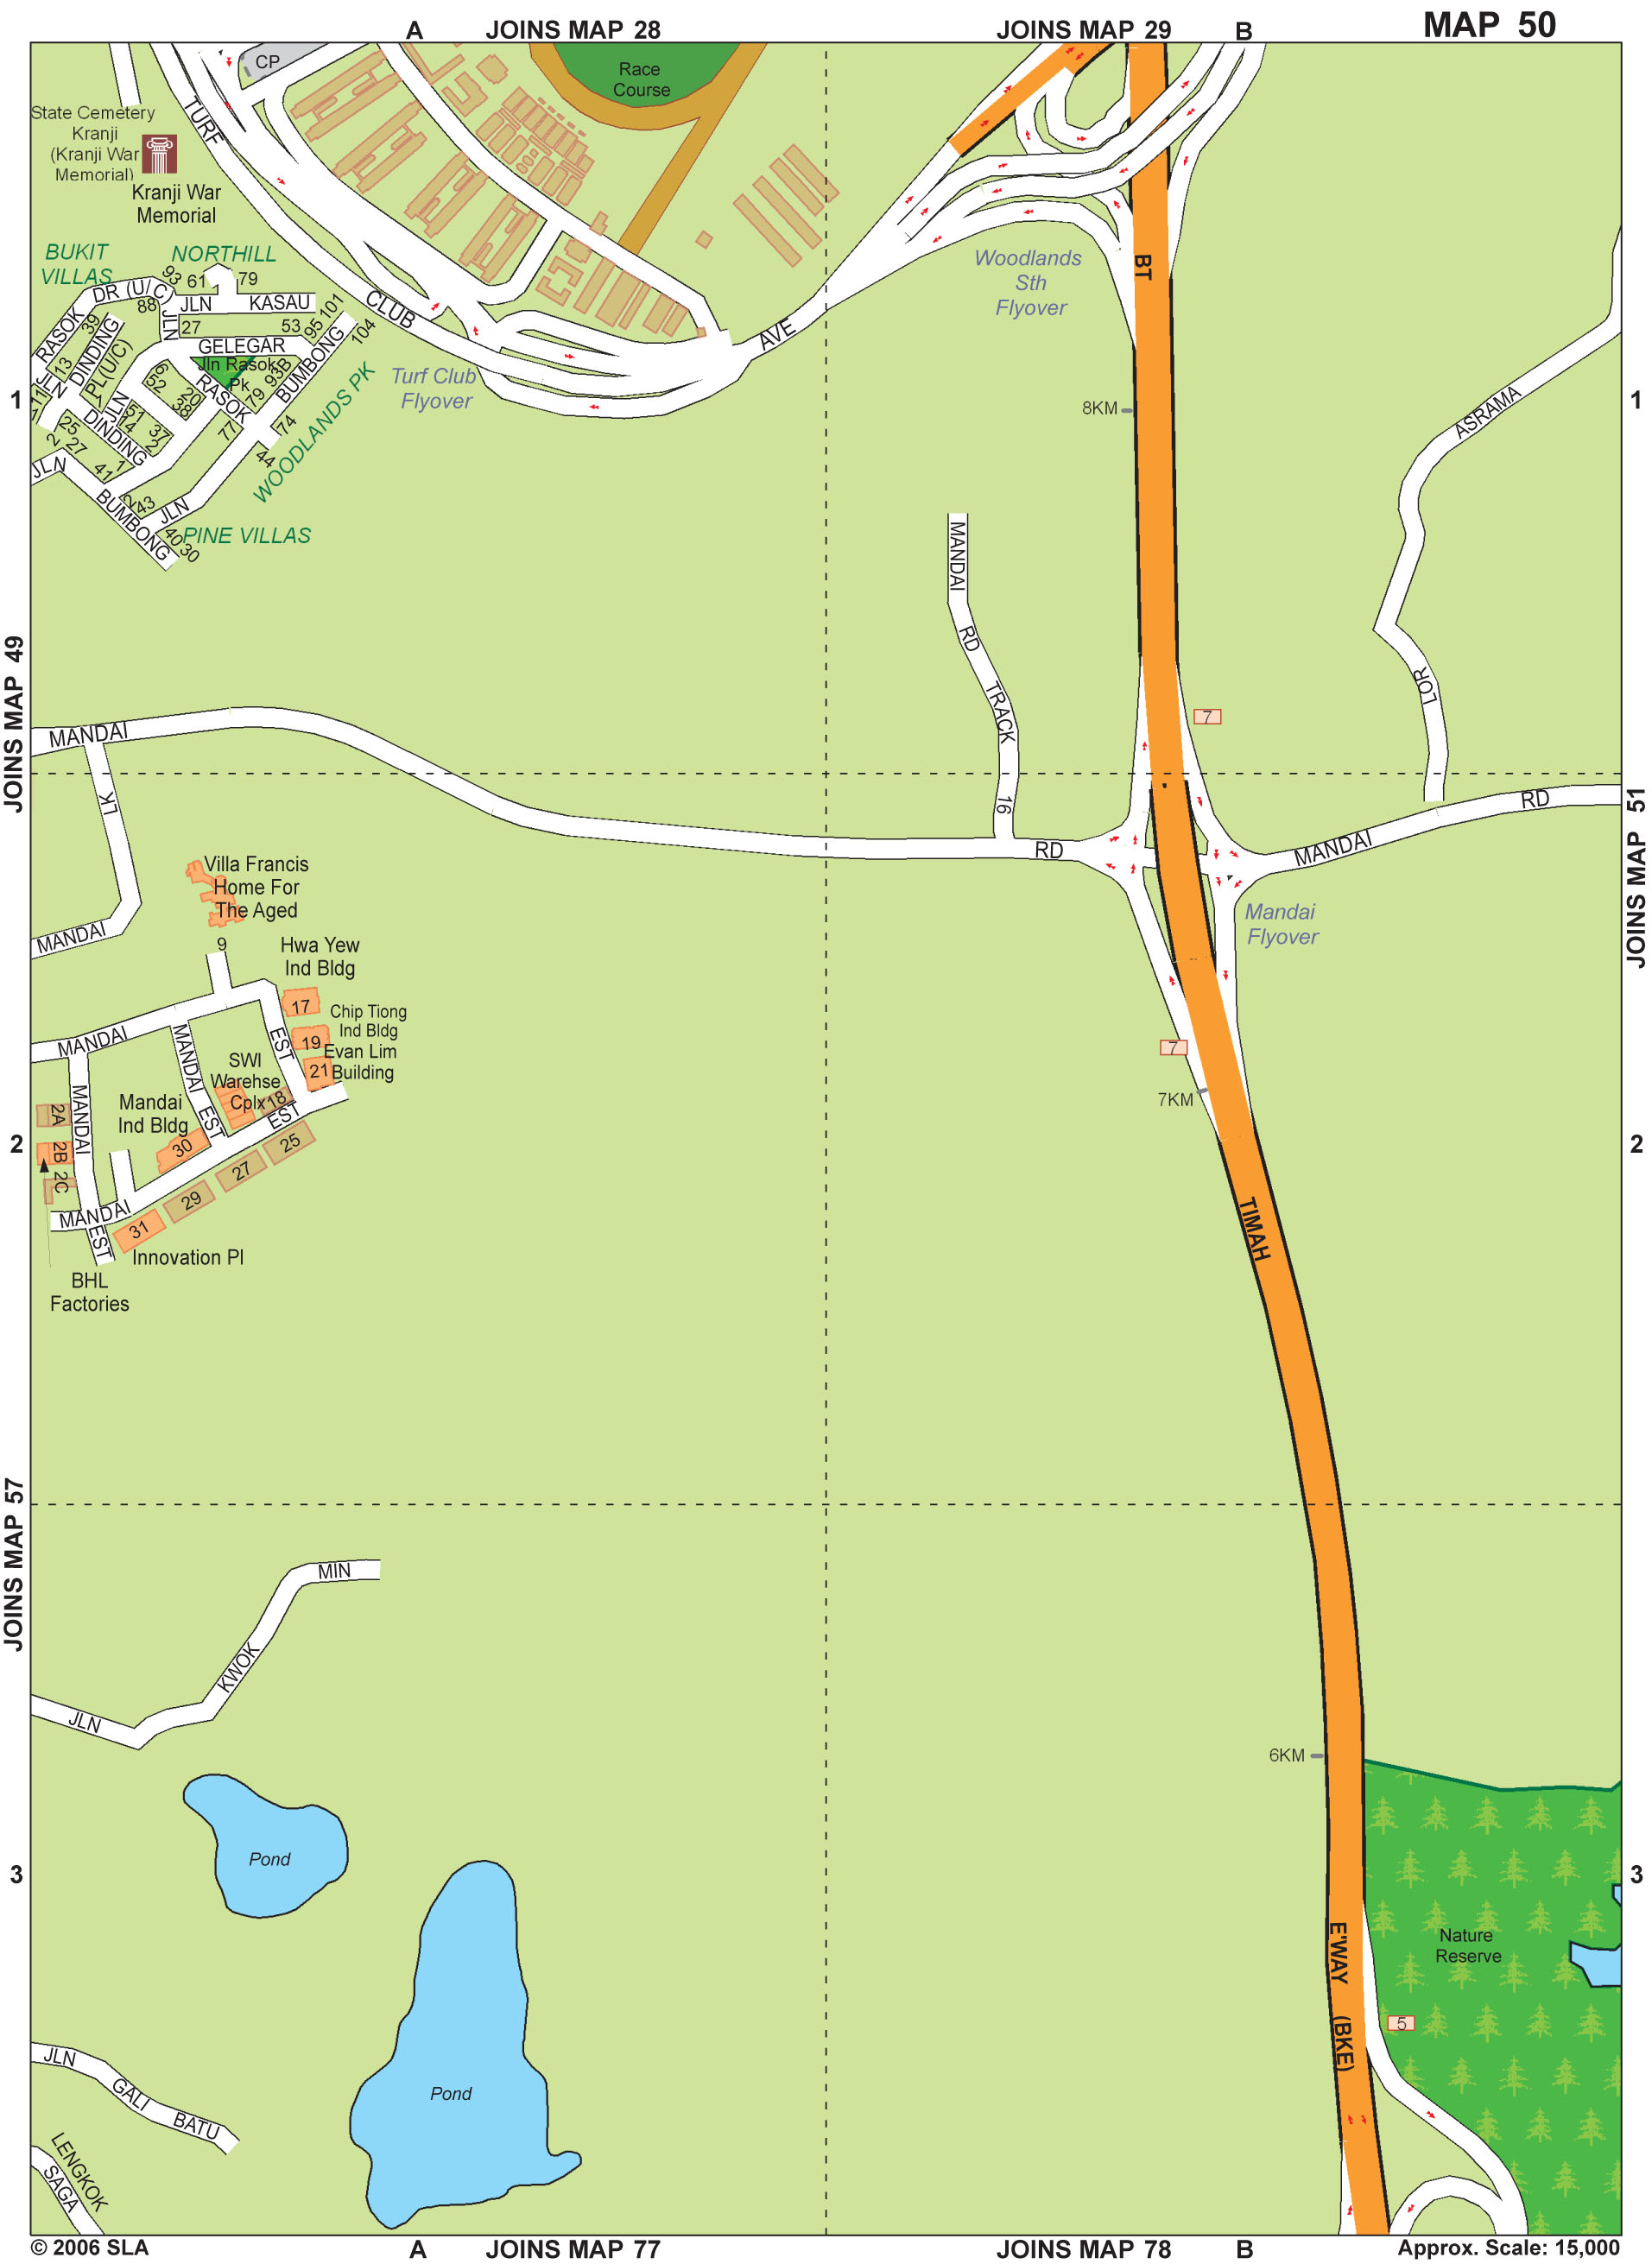 A JOINS MAP 28
JOINS MAP 29 B
MAP 50
CP
Race
Course
State Cemetery
Kranji
(Kranji War
Memorial)
Kranji War
Memorial
TURF
CLUB
AVE
BUKIT
VILLAS
NORTHILL
93
61
79
DR (U/C)
88
JLN
KASAU
RASOK
39
JLN
27
53
95
101
104
DINDING
PL(U/C)
GELEGAR
Jln Rasok
Pk
BUMBONG
93B
79
13
JLN
11
1
6
52
20
38
RASOK
77
74
44
WOODLANDS PK
JLN
51
14
37
2
DINDING
25
27
2
1
41
JLN
2
43
BUMBONG
JLN
40
30
PINE VILLAS
Turf Club
Flyover
Woodlands
Sth
Flyover
BT
1
8KM
ASRAMA
1
MANDAI
RD
TRACK
16
LOR
7
JOINS MAP 49
MANDAI
RD
MANDAI
RD
JOINS MAP 51
LK
MANDAI
Mandai
Flyover
Villa Francis
Home For
The Aged
9
Hwa Yew
Ind Bldg
17
Chip Tiong
Ind Bldg
19
Evan Lim
Building
21
MANDAI
MANDAI
EST
EST
SWI
Warehse
Cplx
18
EST
Mandai
Ind Bldg
30
25
27
29
31
2A
2B
2C
MANDAI
MANDAI
EST
Innovation Pl
BHL
Factories
2
7
7KM
2
TIMAH
JOINS MAP 57
MIN
KWOK
JLN
6KM
Pond
3
3
Pond
E'WAY
(BKE)
Nature
Reserve
5
JLN
GALI
BATU
LENGKOK
SAGA
© 2006 SLA
A JOINS MAP 77
JOINS MAP 78 B
Approx. Scale: 15,000